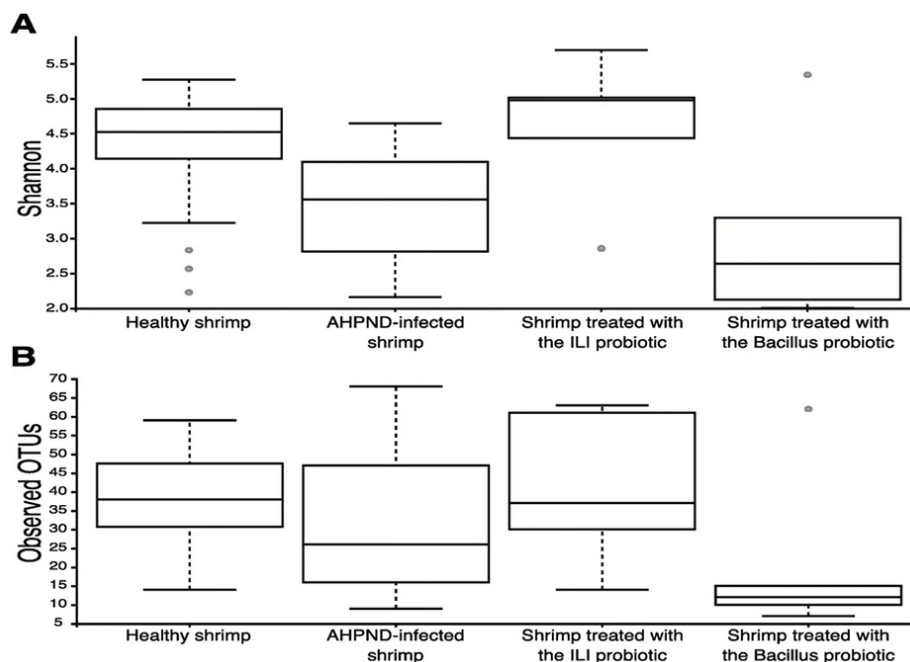 A
Shannon
5.5
5.0
4.5
4.0
3.5
3.0
2.5
2.0
Healthy shrimp
AHPND-infected
shrimp
Shrimp treated with
the ILI probiotic
Shrimp treated with
the Bacillus probiotic
B
Observed OTUs
70
65
60
55
50
45
40
35
30
25
20
15
10
5
Healthy shrimp
AHPND-infected
shrimp
Shrimp treated with
the ILI probiotic
Shrimp treated with
the Bacillus probiotic